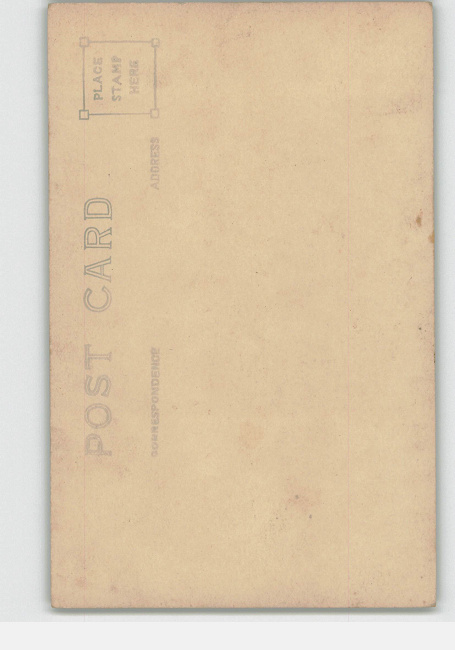 PLACE
STAMP
HERE
POST CARD
CORRESPONDENCE
ADDRESS